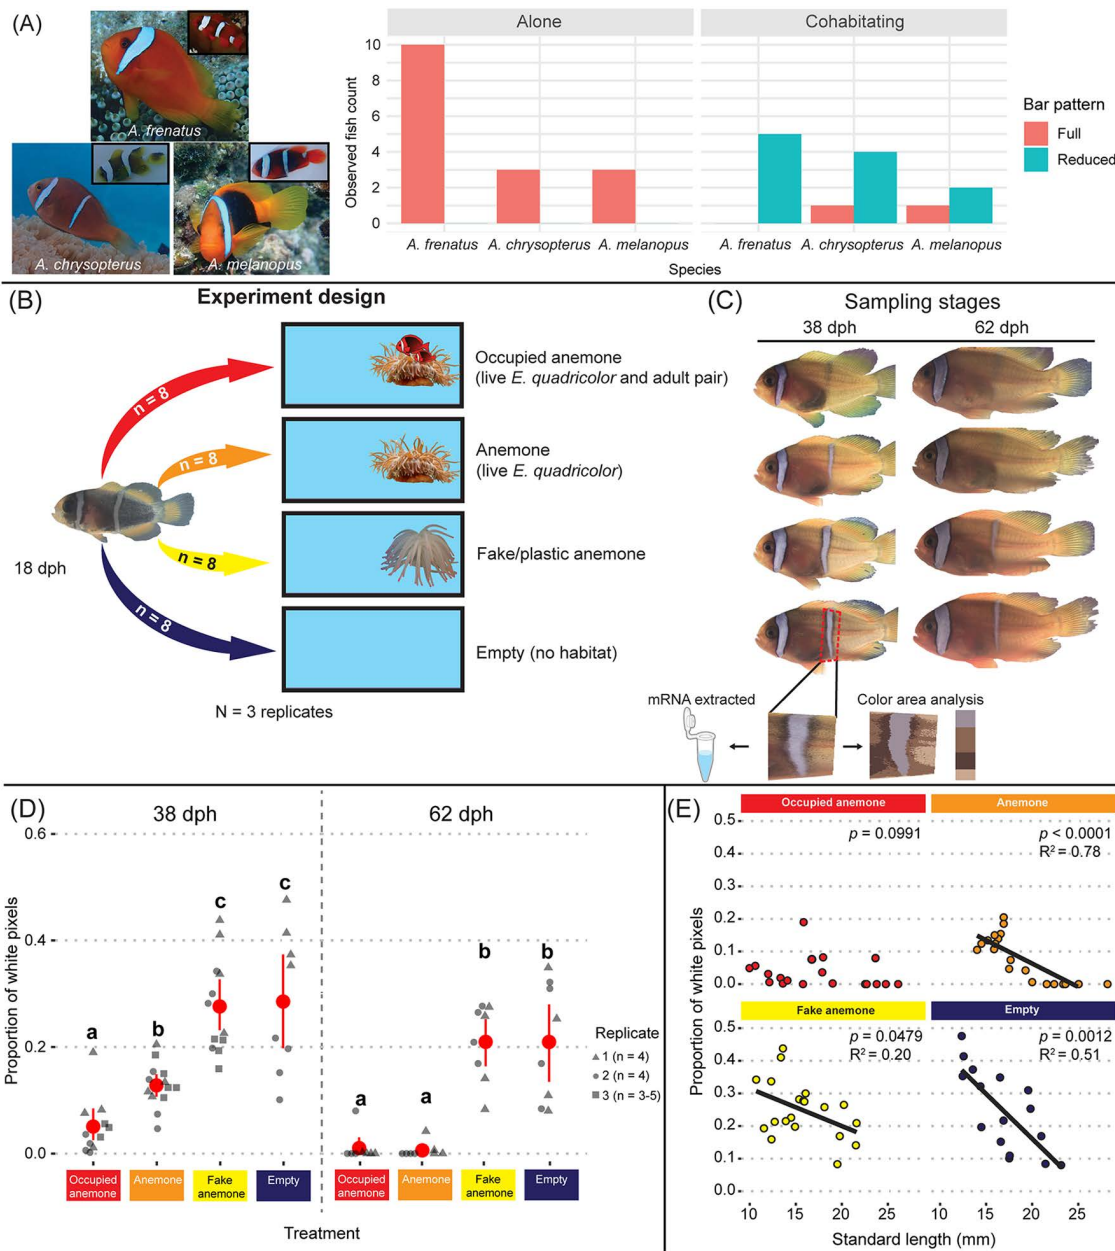 (A)
A. frenatus
A. chrysopterus
A. melanopus
Alone
Cohabitating
Observed fish count
10
8
6
4
2
0
A. frenatus A. chrysopterus A. melanopus
A. frenatus A. chrysopterus A. melanopus
Species
Bar pattern
Full
Reduced
(B)
Experiment design
n = 8
n = 8
n = 8
n = 8
18 dph
Occupied anemone
(live E. quadricolor and adult pair)
Anemone
(live E. quadricolor)
Fake/plastic anemone
Empty (no habitat)
N = 3 replicates
(C)
Sampling stages
38 dph
62 dph
mRNA extracted
Color area analysis
(D)
38 dph
62 dph
Proportion of white pixels
0.6
0.4
0.2
0.0
a
b
c
c
a
a
b
b
Replicate
1 (n = 4)
2 (n = 4)
3 (n = 3-5)
Occupied
anemone
Anemone
Fake
anemone
Empty
Occupied
anemone
Anemone
Fake
anemone
Empty
Treatment
(E)
Proportion of white pixels
Occupied anemone
p = 0.0991
Anemone
p < 0.0001
R² = 0.78
0.5
0.4
0.3
0.2
0.1
0.0
Fake anemone
p = 0.0479
R² = 0.20
Empty
p = 0.0012
R² = 0.51
0.5
0.4
0.3
0.2
0.1
0.0
10 15 20 25
10 15 20 25
Standard length (mm)